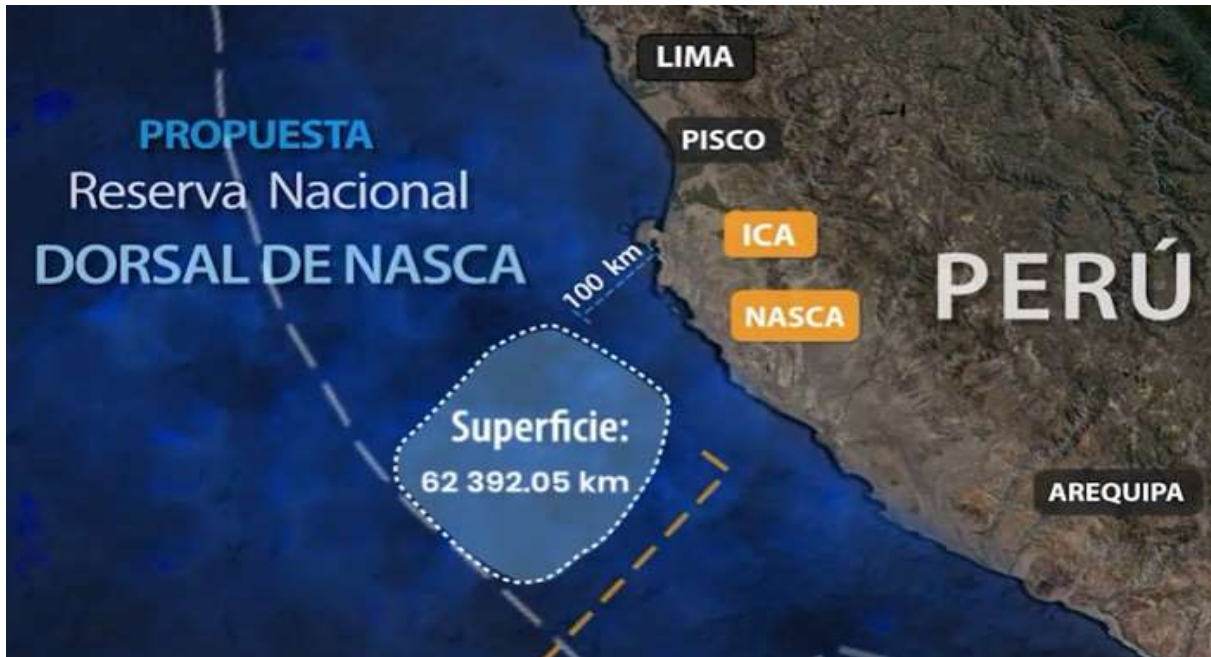 PROPUESTA
Reserva Nacional
DORSAL DE NASCA
LIMA
PISCO
ICA
NASCA
PERÚ
100 km
Superficie:
62 392.05 km
AREQUIPA